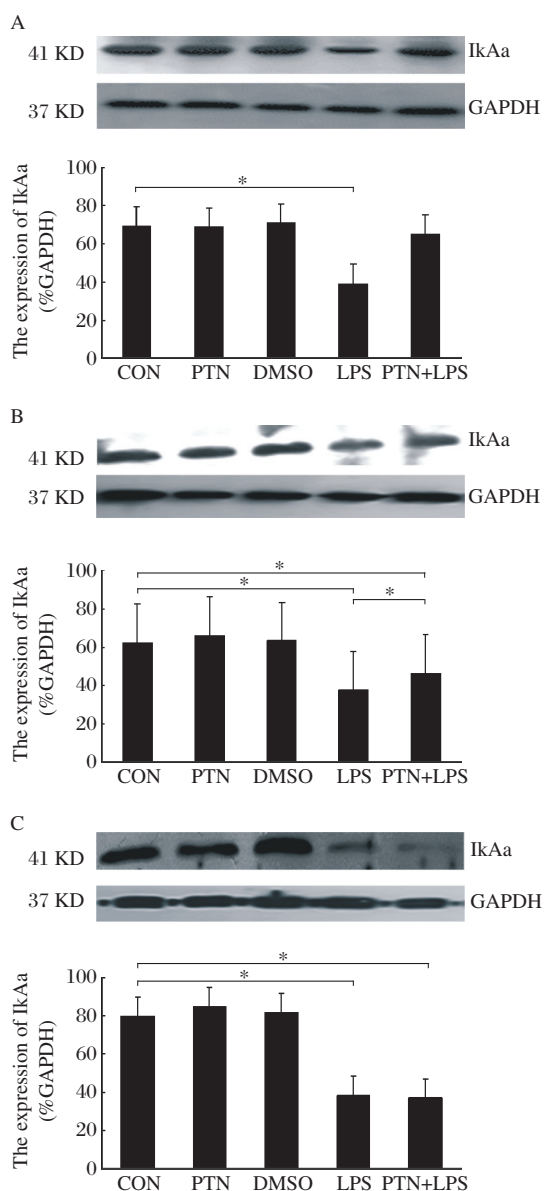 A
41 KD
IkAa
37 KD
GAPDH
The expression of IkAa
(%GAPDH)
100
80
60
40
20
0
*
CON PTN DMSO LPS PTN+LPS
B
41 KD
IkAa
37 KD
GAPDH
The expression of IkAa
(%GAPDH)
100
80
60
40
20
0
*
*
*
CON PTN DMSO LPS PTN+LPS
C
41 KD
IkAa
37 KD
GAPDH
The expression of IkAa
(%GAPDH)
100
80
60
40
20
0
*
*
CON PTN DMSO LPS PTN+LPS